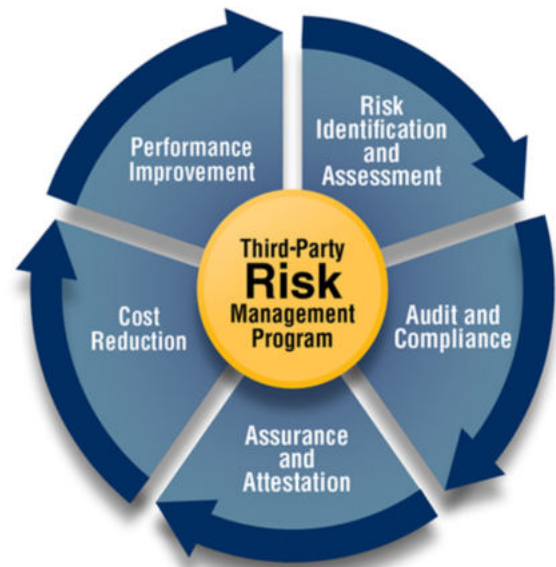 Third-Party
Risk
Management
Program
Risk
Identification
and
Assessment
Audit and
Compliance
Assurance
and
Attestation
Cost
Reduction
Performance
Improvement